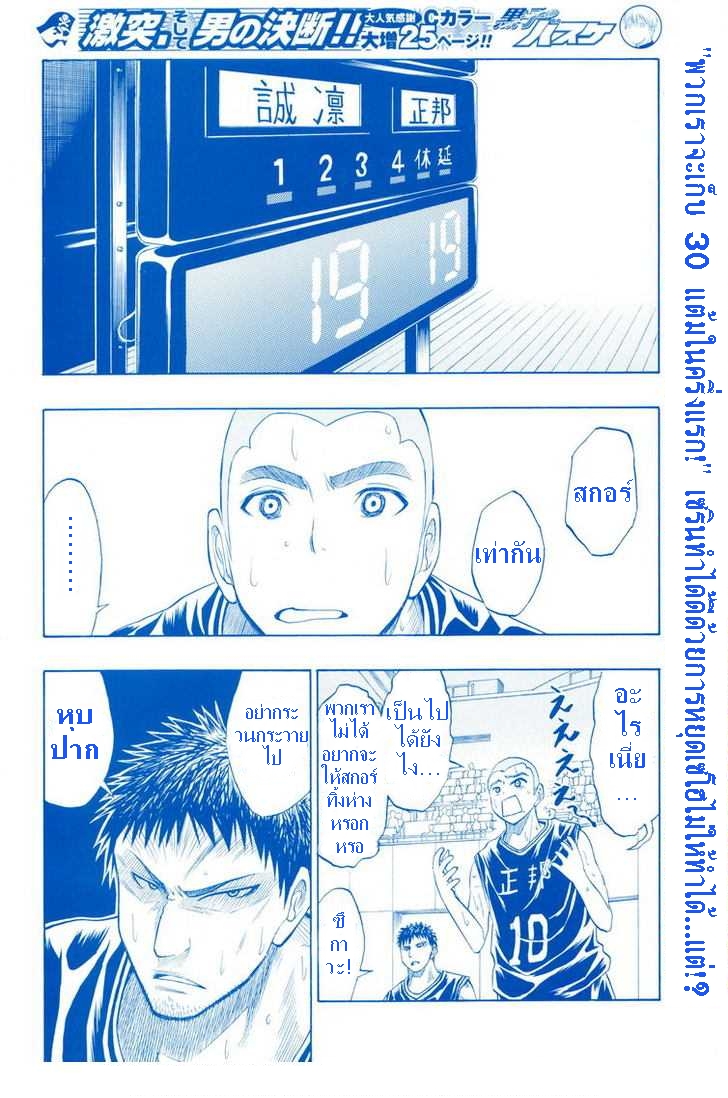 激突。そして男の決断!! 大人気感謝Cカラー大増25ページ!!
バスケ
"พวกเราจะเก็บ 30 แต้มในครึ่งแรก!" เซรินทำได้ดีด้วยการหยุดเซโฮไม่ให้ทำได้...แต่!?
誠凛 正邦
1 2 3 4 休 延
19 19
สกอร์
เท่ากัน
.........
อะ
ไร
เนี่ย
...
ええええ
เป็นไป
ได้ยัง
ไง...
พวกเรา
ไม่ได้
อยากจะ
ให้สกอร์
ทิ้งห่าง
หรอก
หรอ
正邦
10
ซึ
กา
วะ!
อย่ากระ
วนกระวาย
ไป
หุบ
ปาก